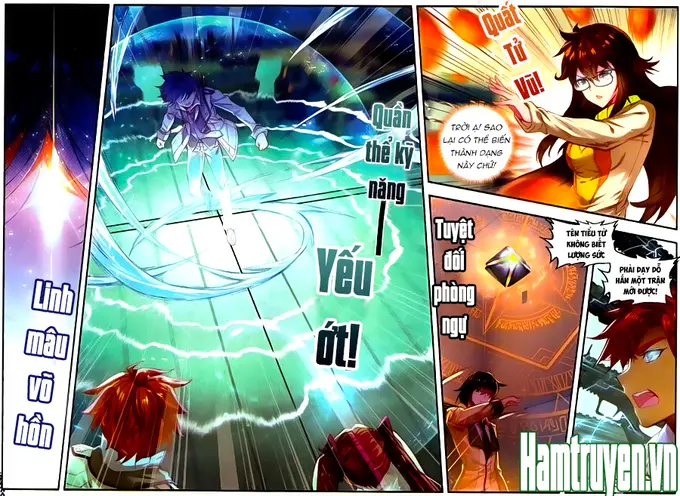 Linh
mâu
võ
hồn
Quần
thể kỹ
năng
Yếu
ớt!
Quất
Tử
Vũ!
TRỜI Ạ! SAO
LẠI CÓ THỂ BIẾN
THÀNH DẠNG
NÀY CHỨ!
Tuyệt
đối
phòng
ngự
TÊN TIỂU TỬ
KHÔNG BIẾT
LƯỢNG SỨC
PHẢI DẠY DỖ
HẮN MỘT TRẬN
MỚI ĐƯỢC!
Hamtruyen.vn